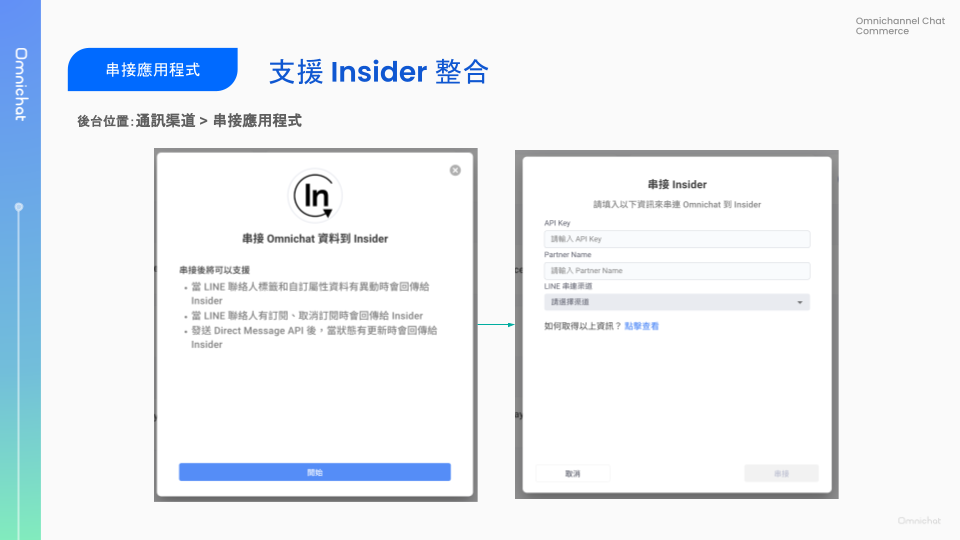 Omnichannel Chat
Commerce
Omnichat
串接應用程式
支援 Insider 整合
後台位置:通訊渠道 > 串接應用程式
In
串接 Omnichat 資料到 Insider
串接後將可以支援
• 當 LINE 聯絡人標籤和自訂屬性資料有異動時會回傳給
Insider
• 當 LINE 聯絡人有訂閱、取消訂閱時會回傳給 Insider
• 發送 Direct Message API 後,當狀態有更新時會回傳給
Insider
開始
串接 Insider
請填入以下資訊來串連 Omnichat 到 Insider
API Key
請輸入 API Key
Partner Name
請輸入 Partner Name
LINE 串連渠道
請選擇渠道
如何取得以上資訊?點擊查看
取消
串接
Omnichat